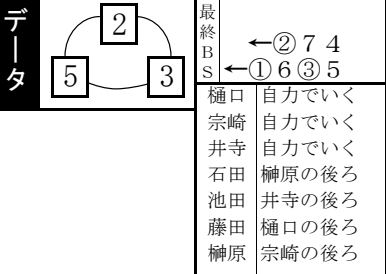 データ
2
5 3
最終BS
←②74
←①6③5
樋口 自力でいく
宗崎 自力でいく
井寺 自力でいく
石田 榊原の後ろ
池田 井寺の後ろ
藤田 樋口の後ろ
榊原 宗崎の後ろ